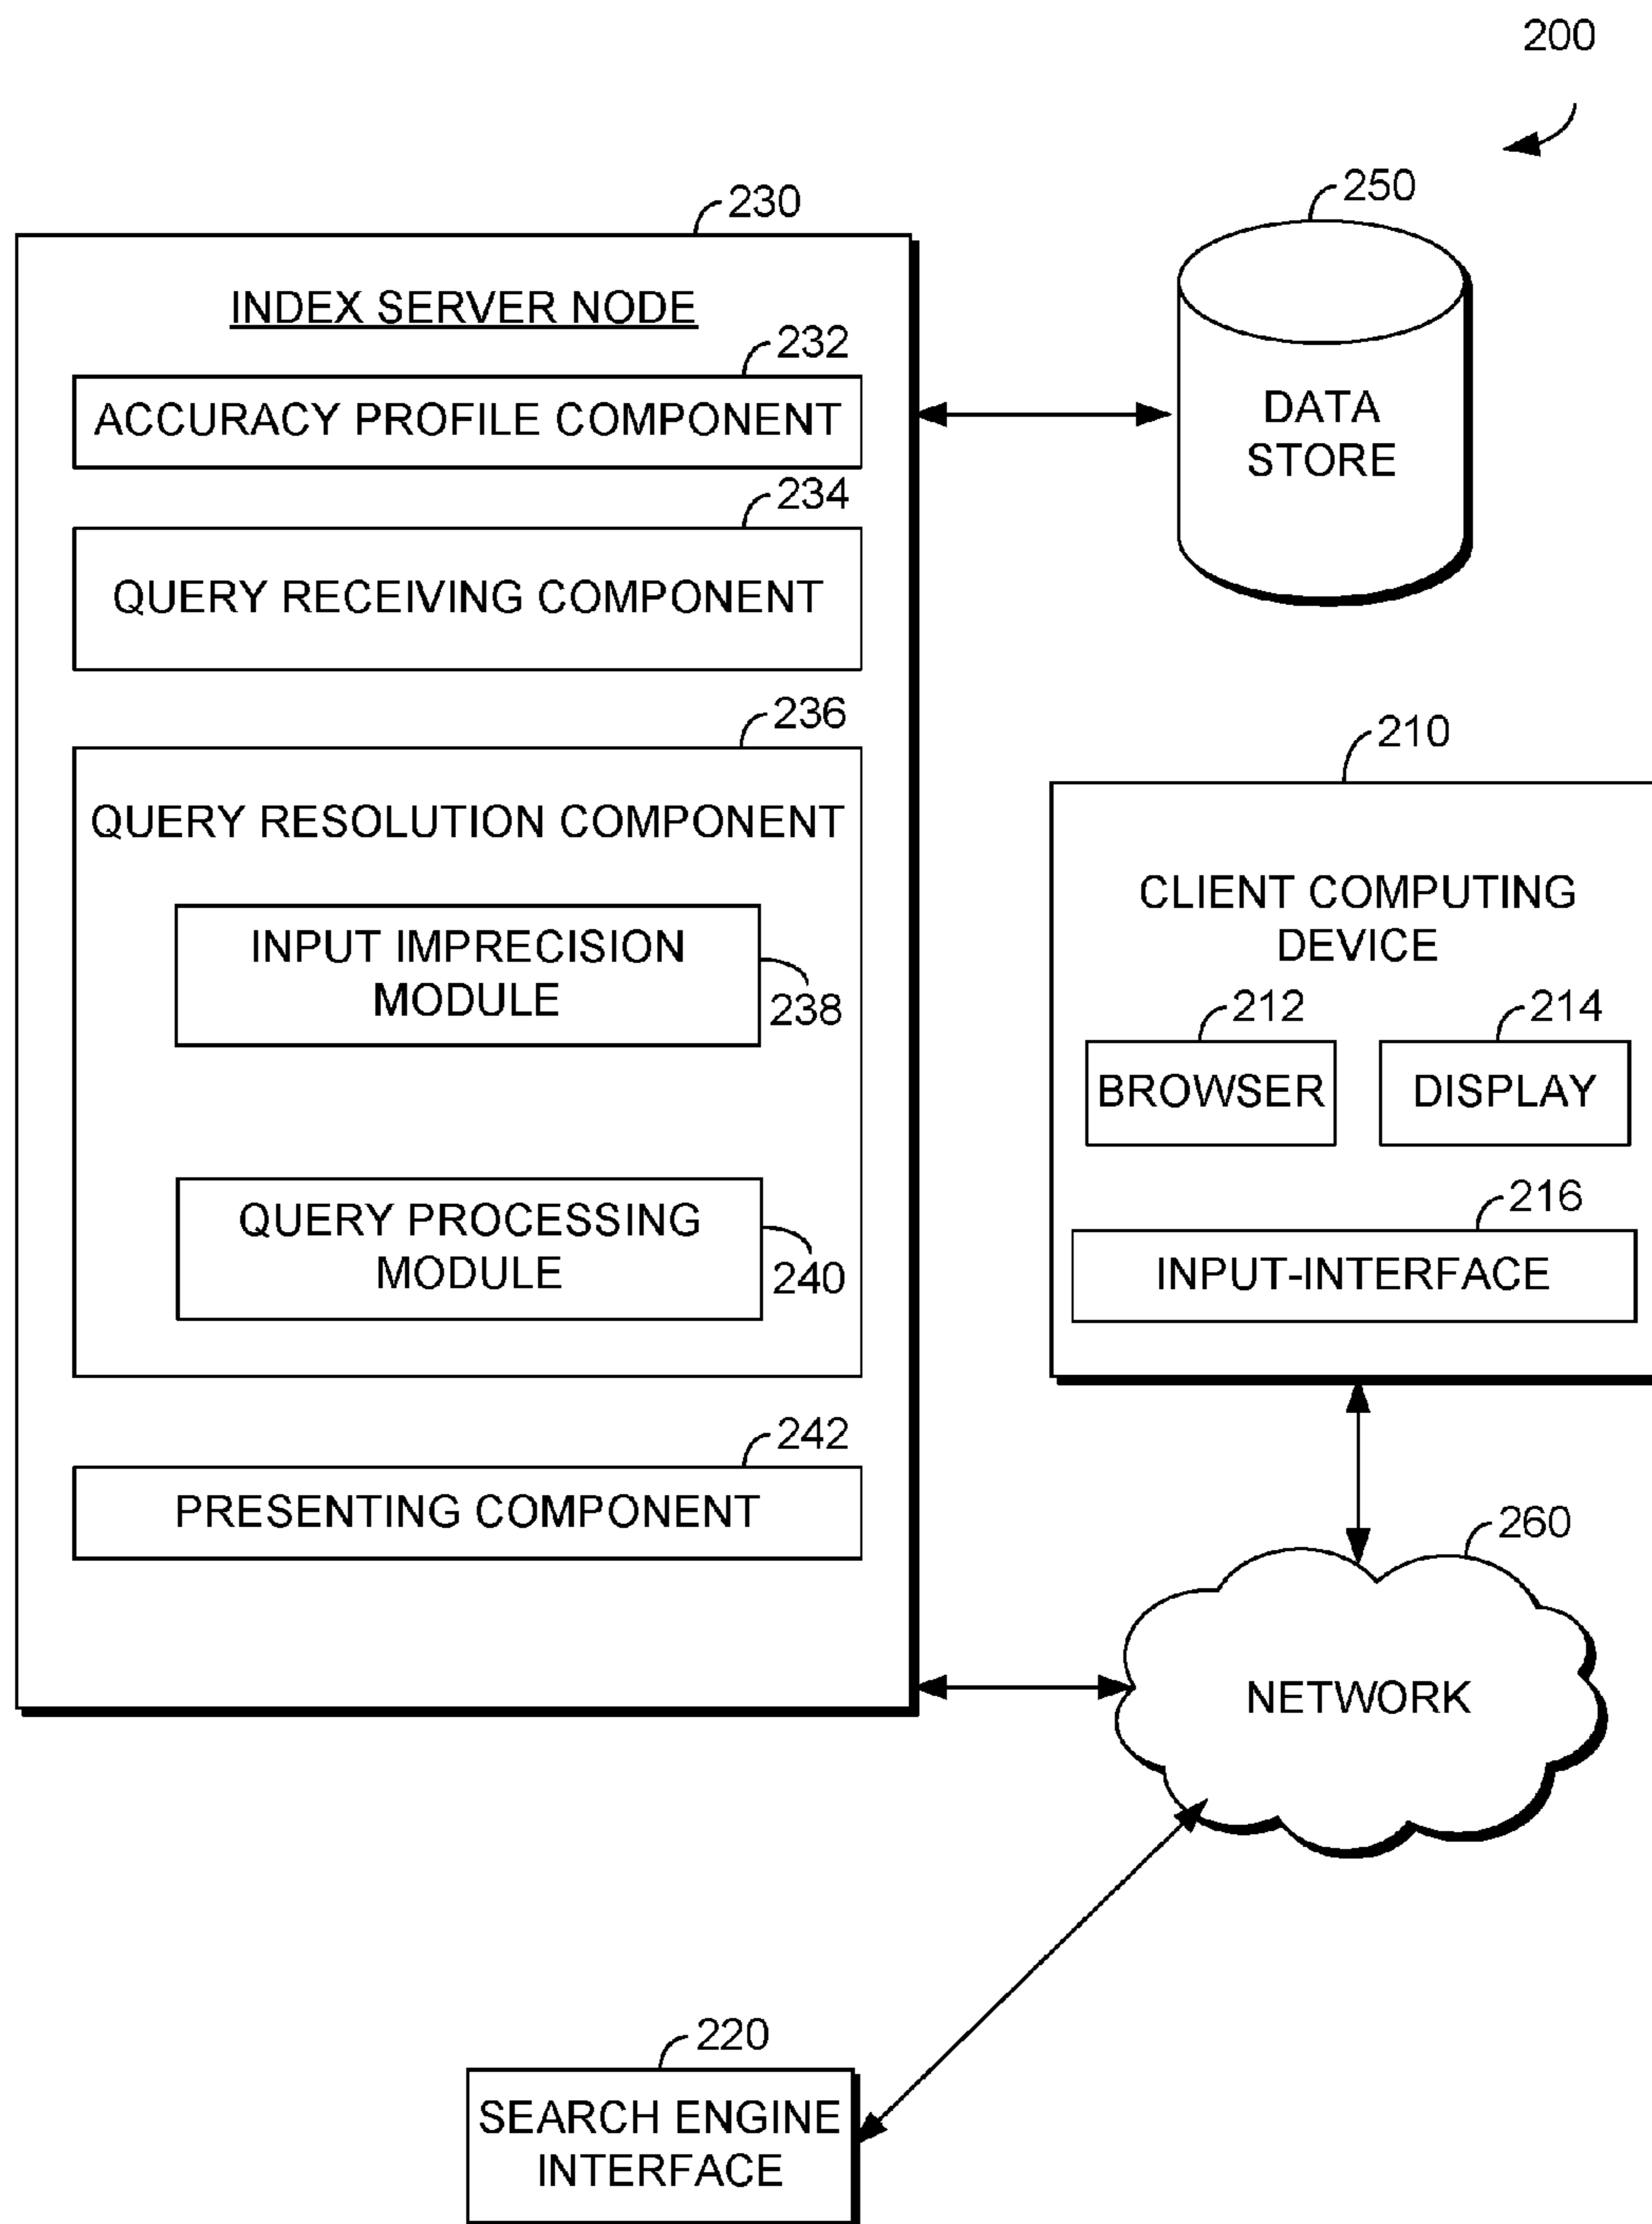 200
230
INDEX SERVER NODE
232
ACCURACY PROFILE COMPONENT
234
QUERY RECEIVING COMPONENT
236
QUERY RESOLUTION COMPONENT
INPUT IMPRECISION
MODULE
238
QUERY PROCESSING
MODULE
240
242
PRESENTING COMPONENT
250
DATA
STORE
210
CLIENT COMPUTING
DEVICE
212
BROWSER
214
DISPLAY
216
INPUT-INTERFACE
260
NETWORK
220
SEARCH ENGINE
INTERFACE